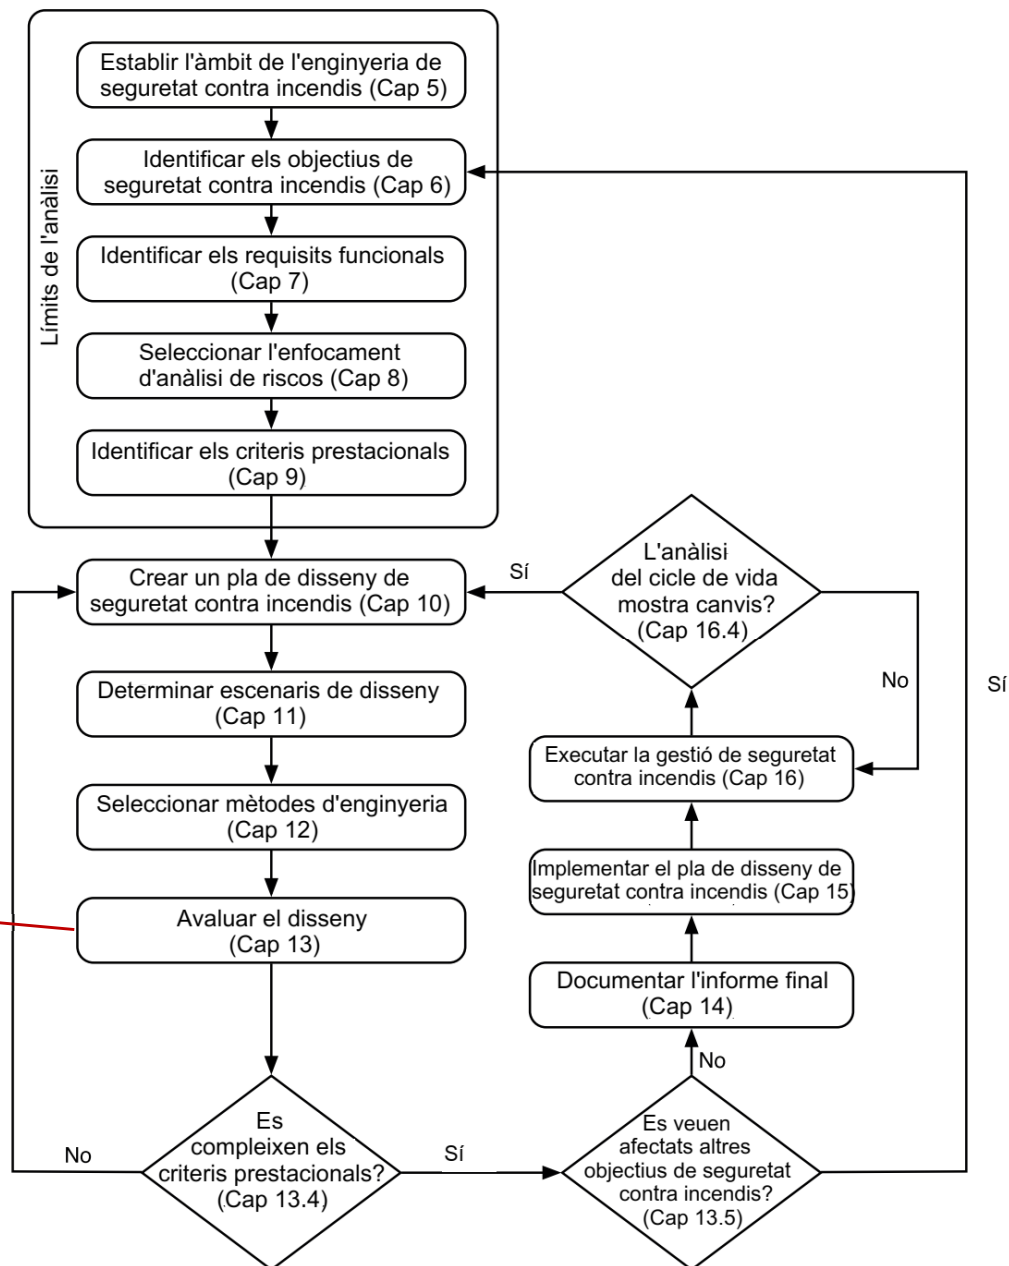 Límits de l'anàlisi
Establir l'àmbit de l'enginyeria de
seguretat contra incendis (Cap 5)
Identificar els objectius de
seguretat contra incendis (Cap 6)
Identificar els requisits funcionals
(Cap 7)
Seleccionar l'enfocament
d'anàlisi de riscos (Cap 8)
Identificar els criteris prestacionals
(Cap 9)
Crear un pla de disseny de
seguretat contra incendis (Cap 10)
Determinar escenaris de disseny
(Cap 11)
Seleccionar mètodes d'enginyeria
(Cap 12)
Avaluar el disseny
(Cap 13)
Es
compleixen els
criteris prestacionals?
(Cap 13.4)
No
Sí
Es veuen
afectats altres
objectius de seguretat
contra incendis?
(Cap 13.5)
No
Sí
Documentar l'informe final
(Cap 14)
Implementar el pla de disseny de
seguretat contra incendis (Cap 15)
Executar la gestió de seguretat
contra incendis (Cap 16)
L'anàlisi
del cicle de vida
mostra canvis?
(Cap 16.4)
Sí
No